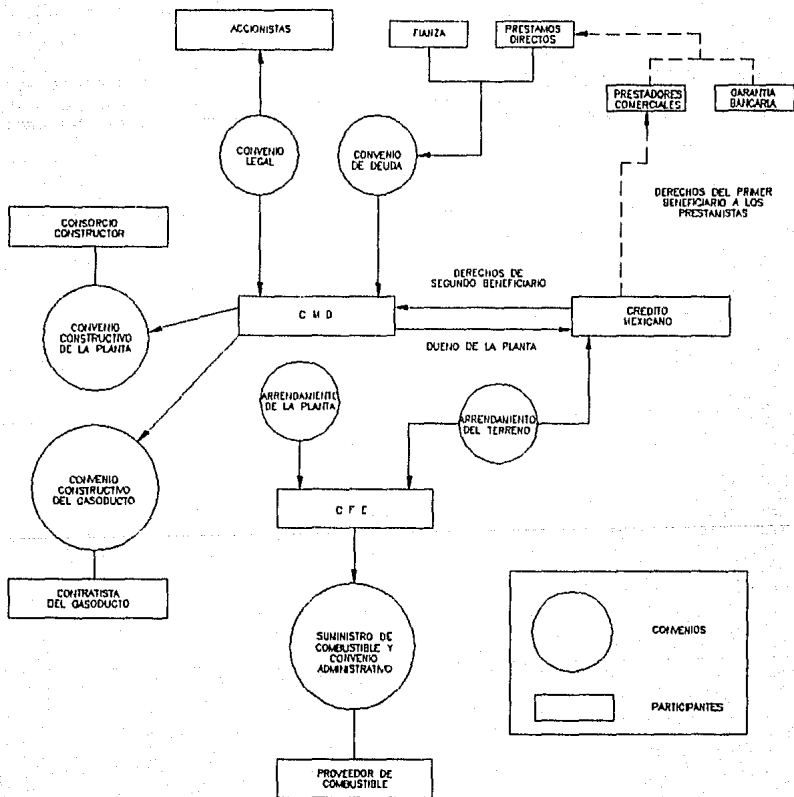 ACCIONISTAS
FIANZA
PRESTAMOS
DIRECTOS
PRESTADORES
COMERCIALES
GARANTIA
BANCARIA
CONVENIO
LEGAL
CONVENIO
DE DEUDA
DERECHOS DEL PRIMER
BENEFICIARIO A LOS
PRESTAMISTAS
CONSORCIO
CONSTRUCTOR
DERECHOS DE
SEGUNDO BENEFICIARIO
C M D
CREDITO
MEXICANO
CONVENIO
CONSTRUCTIVO
DE LA PLANTA
DUENO DE LA PLANTA
ARRENDAMIENTO
DE LA PLANTA
ARRENDAMIENTO
DEL TERRENO
CONVENIO
CONSTRUCTIVO
DEL GASODUCTO
C F E
CONTRATISTA
DEL GASODUCTO
SUMINISTRO DE
COMBUSTIBLE Y
CONVENIO
ADMINISTRATIVO
CONVENIOS
PARTICIPANTES
PROVEEDOR DE
COMBUSTIBLE